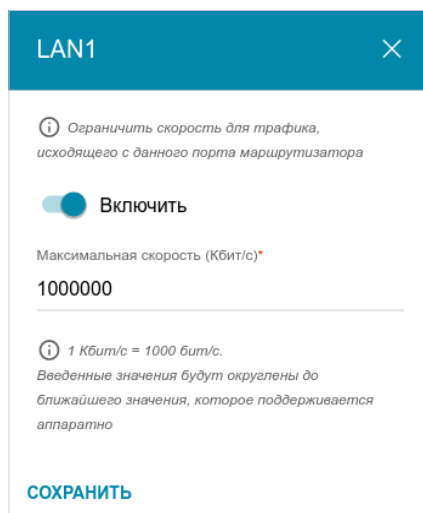 LAN1
Ограничить скорость для трафика,
исходящего с данного порта маршрутизатора
Включить
Максимальная скорость (Кбит/с)*
1000000
1 Кбит/с = 1000 бит/с.
Введенные значения будут округлены до
ближайшего значения, которое поддерживается
аппаратно
СОХРАНИТЬ